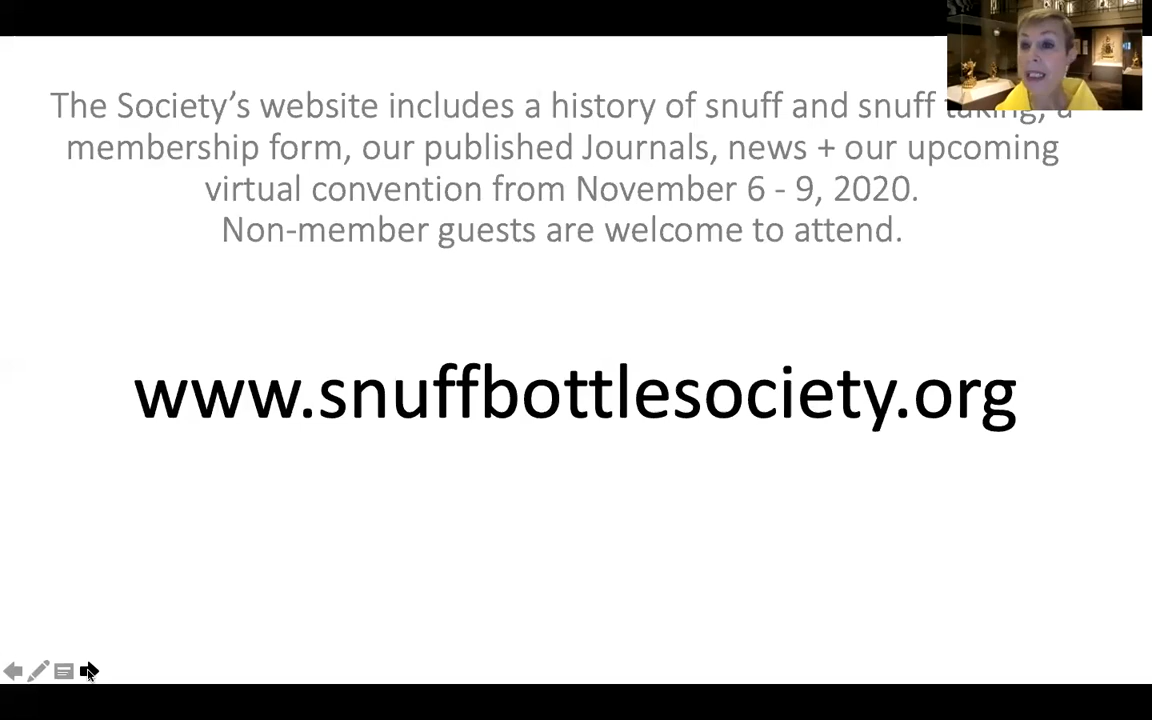 The Society’s website includes a history of snuff and snuff taking, a
membership form, our published Journals, news + our upcoming
virtual convention from November 6 - 9, 2020.
Non-member guests are welcome to attend.
www.snuffbottlesociety.org